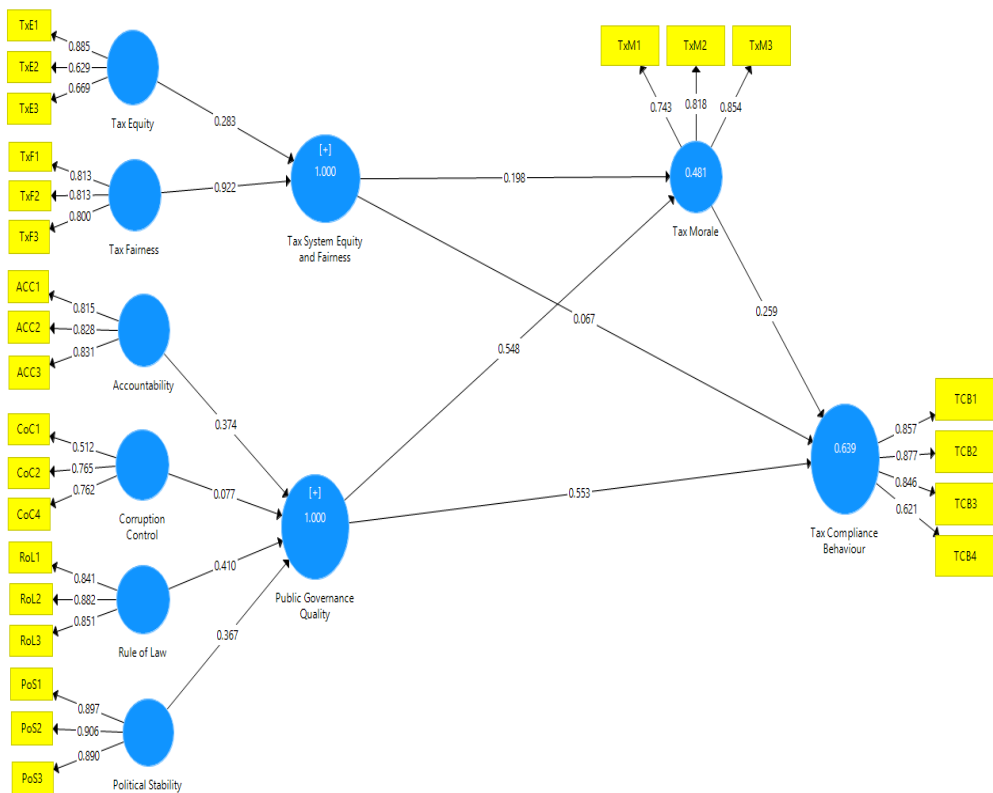 TxE1
0.885
TxE2
0.629
0.669
TxE3
Tax Equity
0.283
TxF1
0.813
TxF2
0.813
0.800
TxF3
Tax Fairness
0.922
[+]
1.000
Tax System Equity
and Fairness
TxM1
TxM2
TxM3
0.743
0.818
0.854
0.481
Tax Morale
0.198
0.067
0.548
0.259
ACC1
0.815
ACC2
0.828
0.831
ACC3
Accountability
0.374
CoC1
0.512
CoC2
0.765
0.762
CoC4
Corruption
Control
0.077
[+]
1.000
Public Governance
Quality
0.553
RoL1
0.841
RoL2
0.882
0.851
RoL3
Rule of Law
0.410
PoS1
0.897
PoS2
0.906
0.890
PoS3
Political Stability
0.367
0.639
Tax Compliance
Behaviour
TCB1
0.857
TCB2
0.877
0.846
TCB3
0.621
TCB4